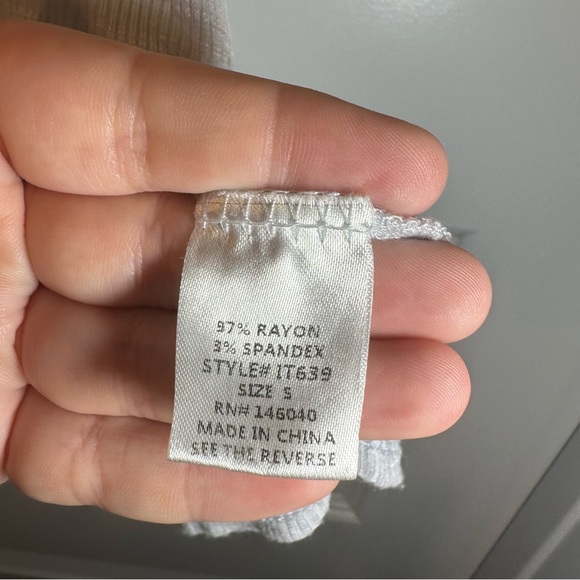 97% RAYON
3% SPANDEX
STYLE# IT639
SIZE S
RN# 146040
MADE IN CHINA
SEE THE REVERSE